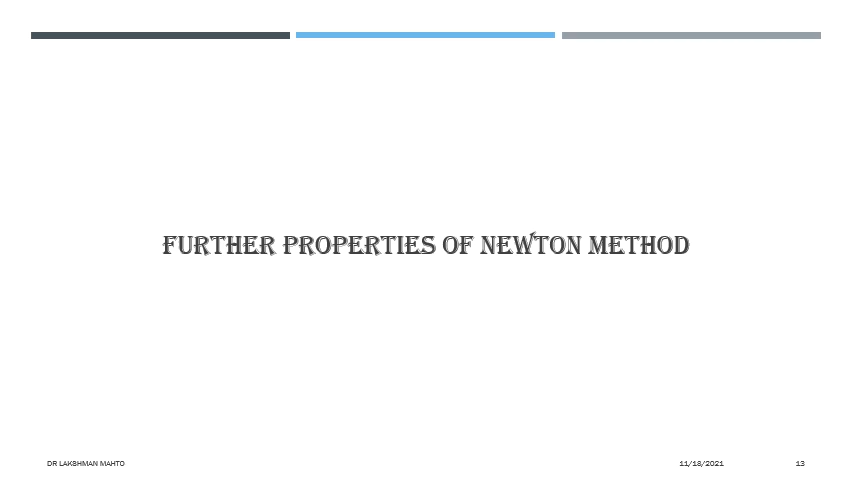 FURTHER PROPERTIES OF NEWTON METHOD
DR LAKSHMAN MAHTO
11/18/2021
13